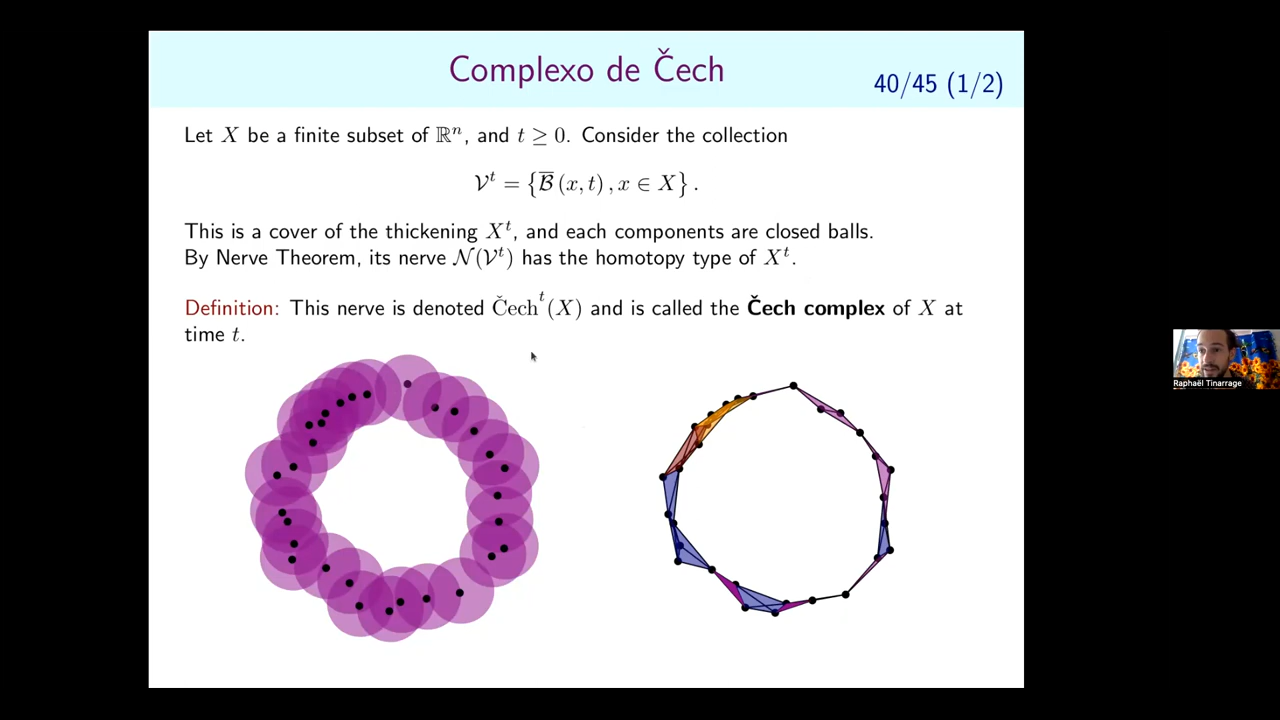 Complexo de Čech
40/45 (1/2)
Let X be a finite subset of ℝⁿ, and t ≥ 0. Consider the collection
𝒱ᵗ = {ℬ̅ (x, t) , x ∈ X} .
This is a cover of the thickening Xᵗ, and each components are closed balls.
By Nerve Theorem, its nerve 𝒩(𝒱ᵗ) has the homotopy type of Xᵗ.
Definition: This nerve is denoted Čechᵗ(X) and is called the Čech complex of X at
time t.
Raphaël Tinarrage